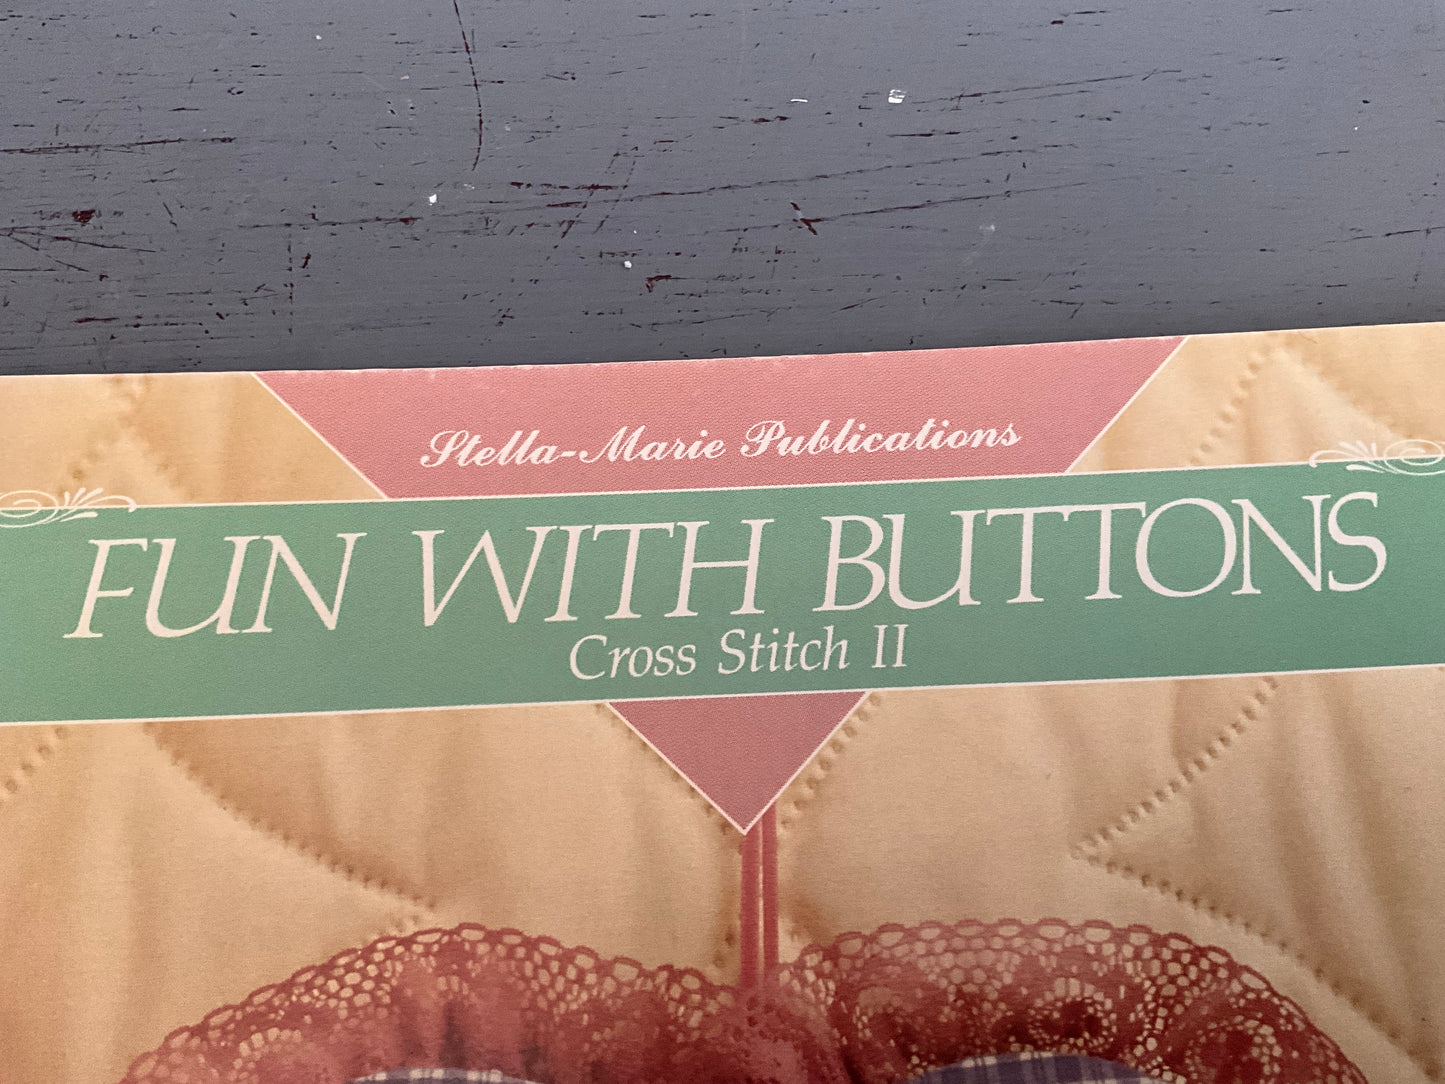 Stella-Marie Publications
FUN WITH BUTTONS
Cross Stitch II